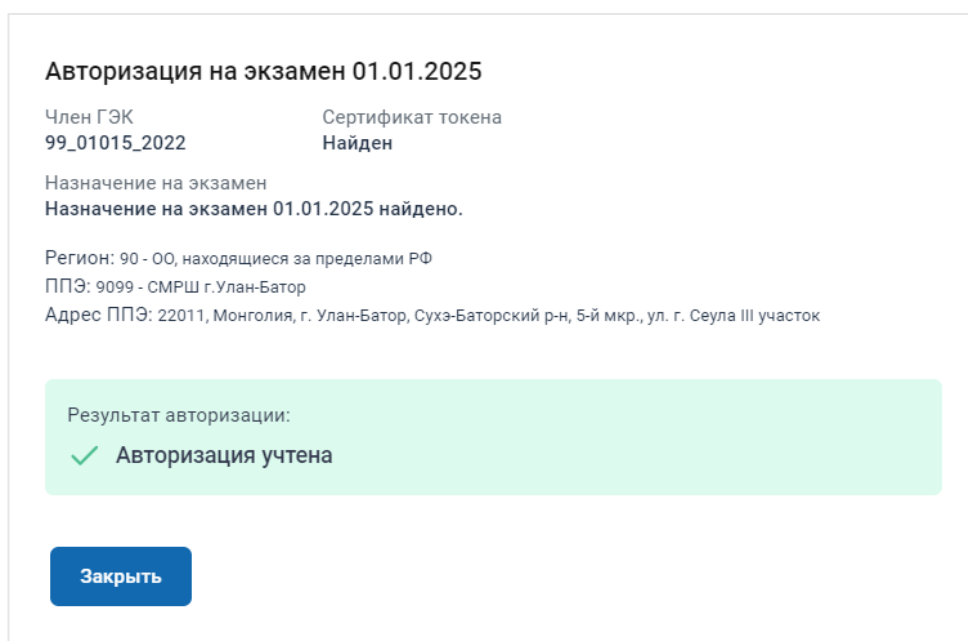 Авторизация на экзамен 01.01.2025
Член ГЭК Сертификат токена
99_01015_2022 Найден
Назначение на экзамен
Назначение на экзамен 01.01.2025 найдено.
Регион: 90 - ОО, находящиеся за пределами РФ
ППЭ: 9099 - СМРШ г.Улан-Батор
Адрес ППЭ: 22011, Монголия, г. Улан-Батор, Сухэ-Баторский р-н, 5-й мкр., ул. г. Сеула III участок
Результат авторизации:
Авторизация учтена
Закрыть